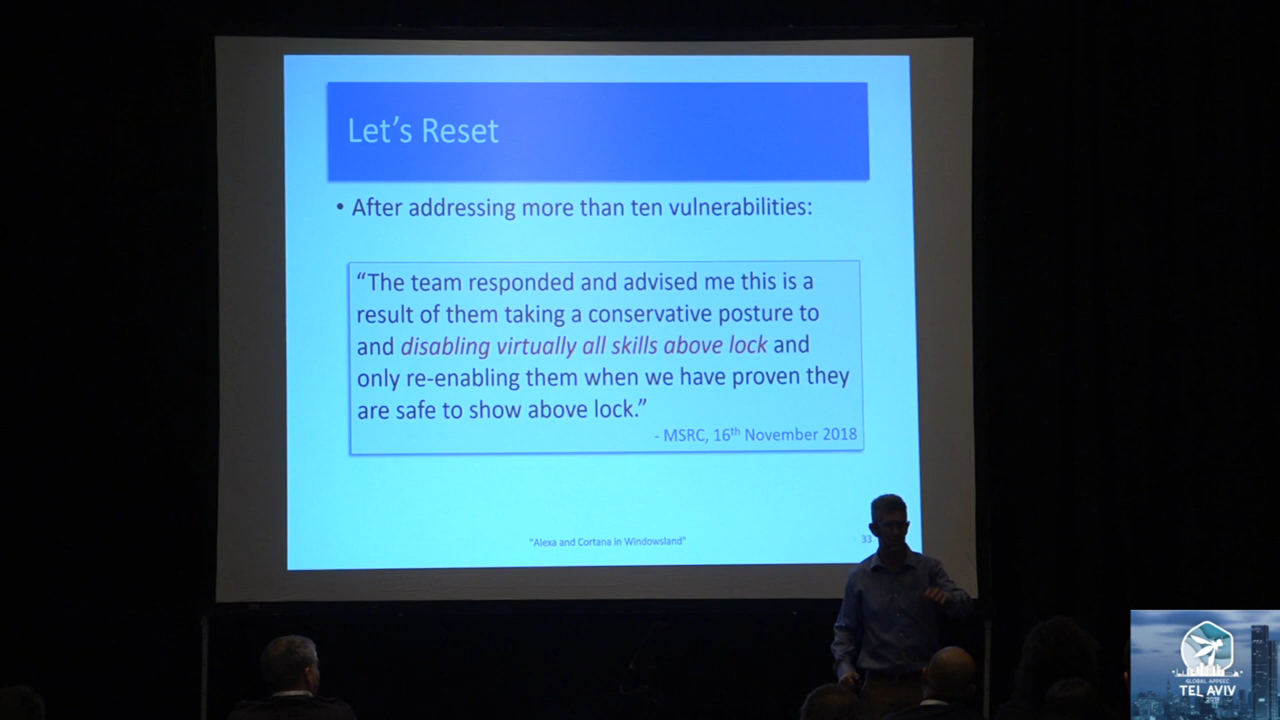 Let's Reset
• After addressing more than ten vulnerabilities:
“The team responded and advised me this is a
result of them taking a conservative posture to
and disabling virtually all skills above lock and
only re-enabling them when we have proven they
are safe to show above lock.”
- MSRC, 16th November 2018
"Alexa and Cortana in Windowsland"
33
GLOBAL APPSEC
TEL AVIV